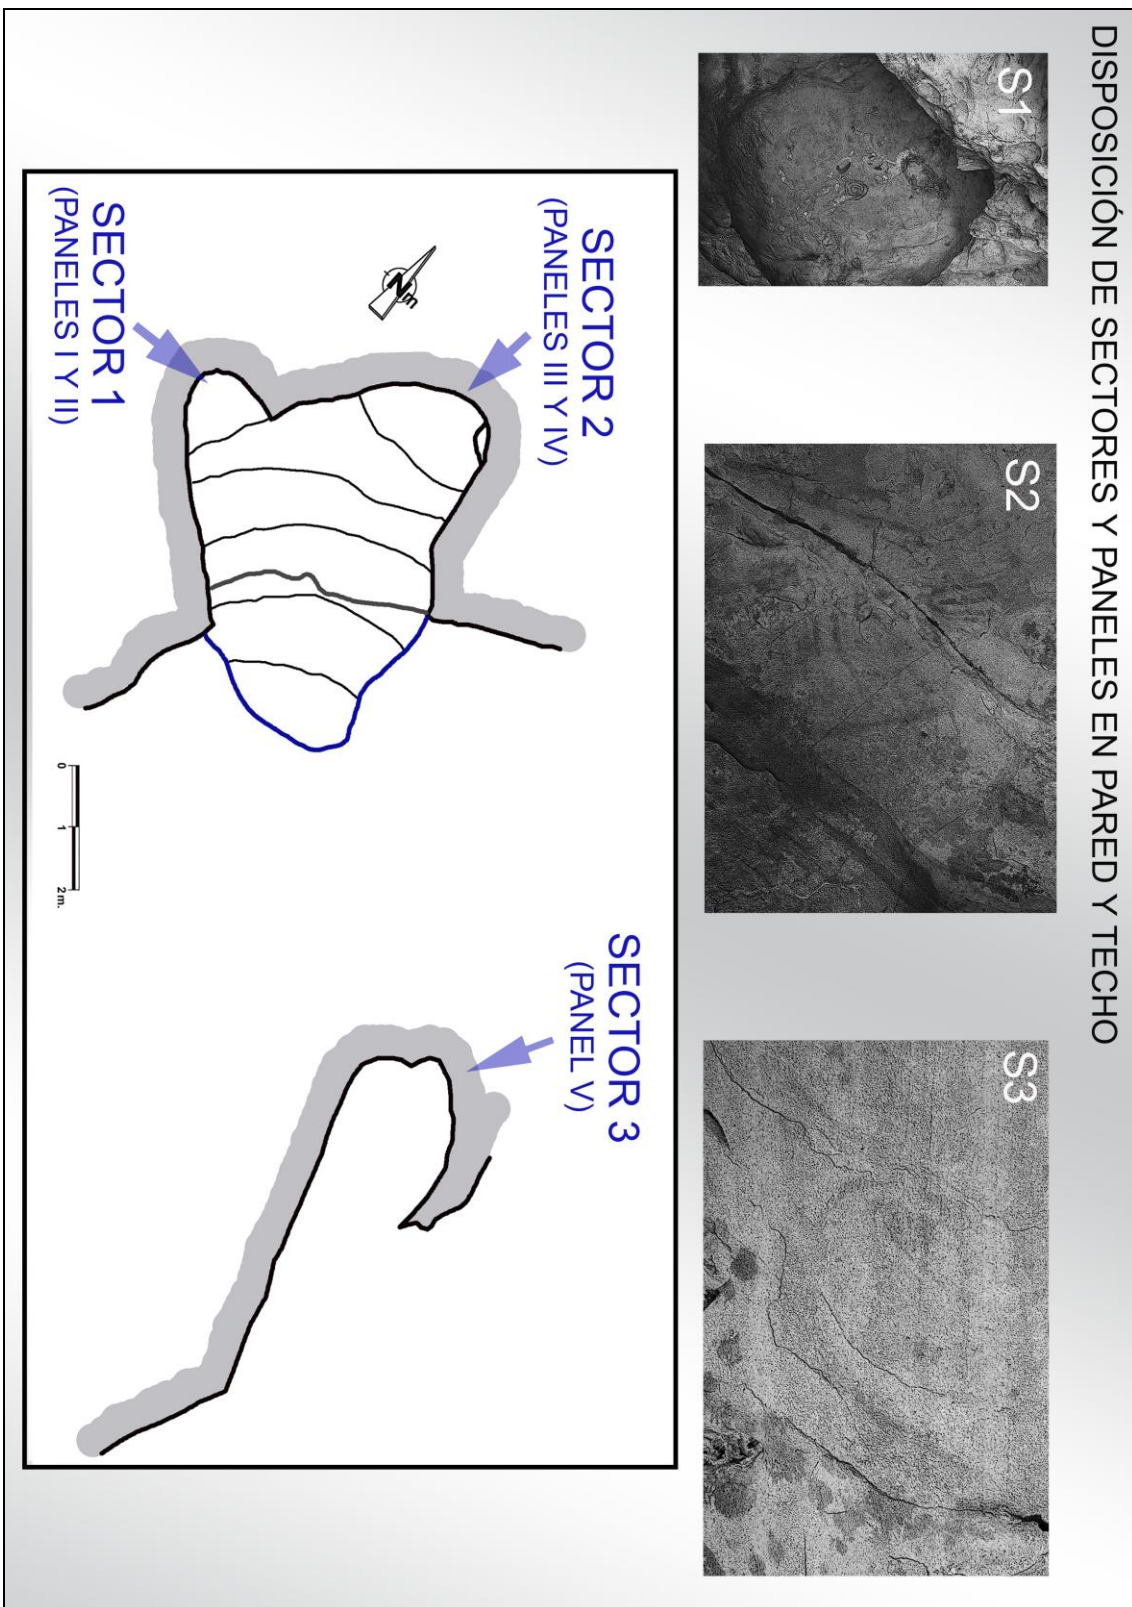 DISPOSICIÓN DE SECTORES Y PANELES EN PARED Y TECHO
S1
S2
S3
SECTOR 2
(PANELES III Y IV)
SECTOR 1
(PANELES I Y II)
SECTOR 3
(PANEL V)
Nm
0 1 2 m.